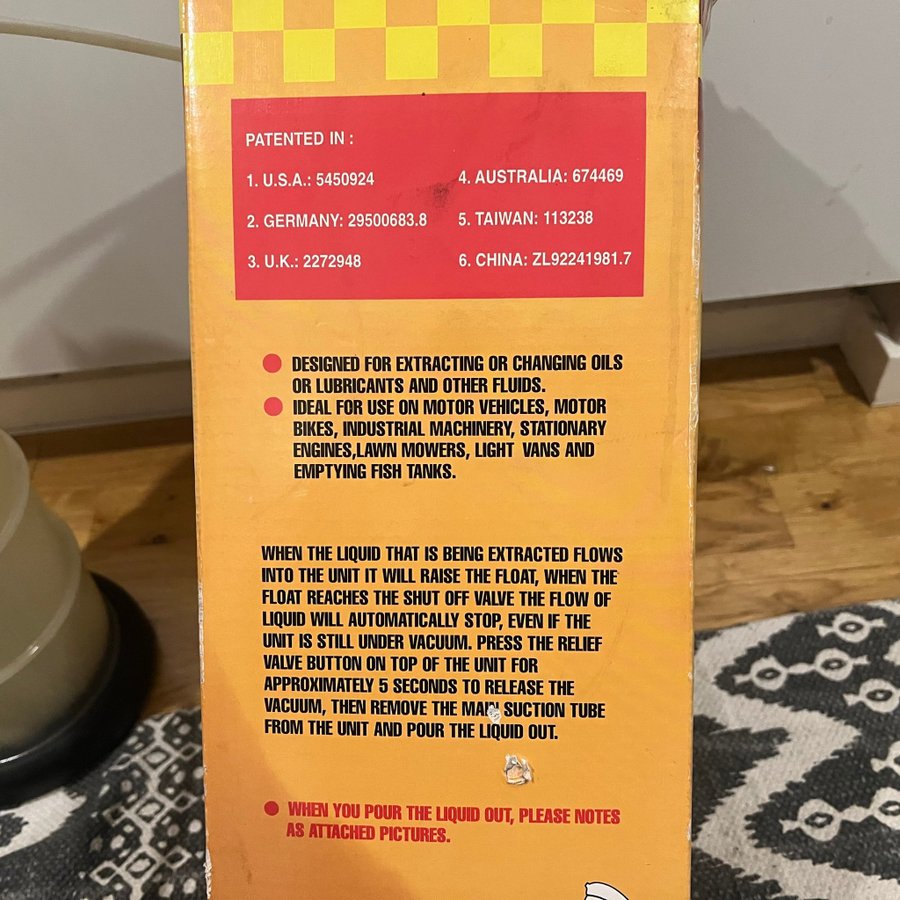 PATENTED IN :
1. U.S.A.: 5450924
4. AUSTRALIA: 674469
2. GERMANY: 29500683.8
5. TAIWAN: 113238
3. U.K.: 2272948
6. CHINA: ZL92241981.7
DESIGNED FOR EXTRACTING OR CHANGING OILS
OR LUBRICANTS AND OTHER FLUIDS.
IDEAL FOR USE ON MOTOR VEHICLES, MOTOR
BIKES, INDUSTRIAL MACHINERY, STATIONARY
ENGINES,LAWN MOWERS, LIGHT VANS AND
EMPTYING FISH TANKS.
WHEN THE LIQUID THAT IS BEING EXTRACTED FLOWS
INTO THE UNIT IT WILL RAISE THE FLOAT, WHEN THE
FLOAT REACHES THE SHUT OFF VALVE THE FLOW OF
LIQUID WILL AUTOMATICALLY STOP, EVEN IF THE
UNIT IS STILL UNDER VACUUM. PRESS THE RELIEF
VALVE BUTTON ON TOP OF THE UNIT FOR
APPROXIMATELY 5 SECONDS TO RELEASE THE
VACUUM, THEN REMOVE THE MAIN SUCTION TUBE
FROM THE UNIT AND POUR THE LIQUID OUT.
WHEN YOU POUR THE LIQUID OUT, PLEASE NOTES
AS ATTACHED PICTURES.